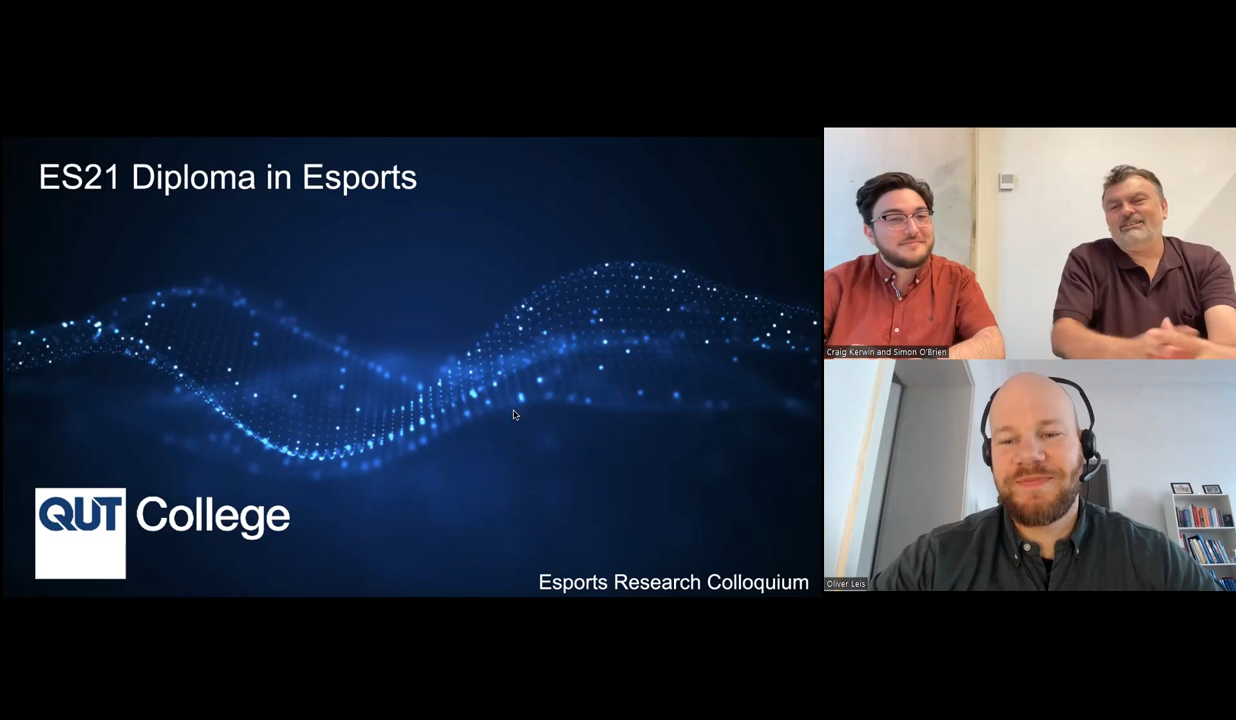 ES21 Diploma in Esports
QUT College
Esports Research Colloquium
Craig Kerwin and Simon O'Brien
Oliver Leis